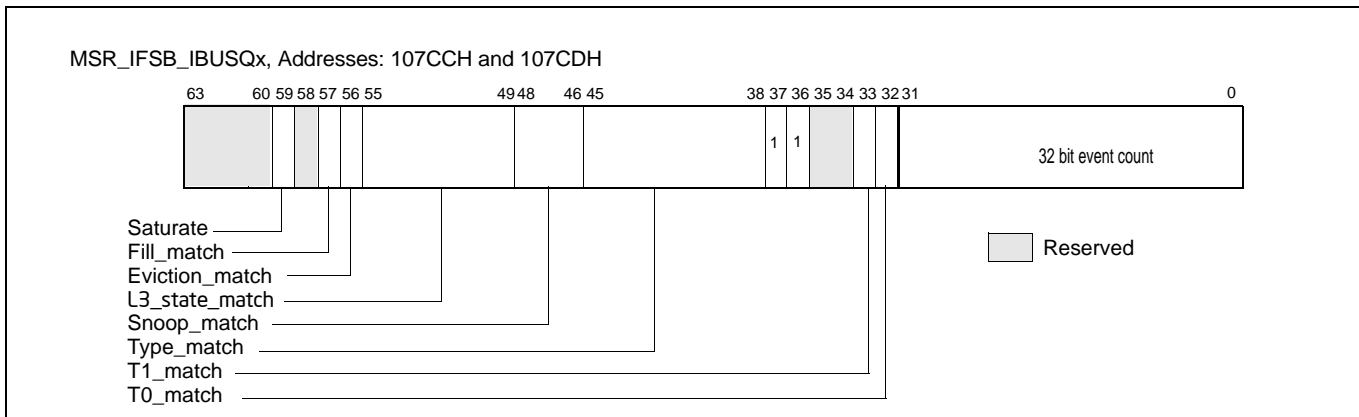 MSR_IFSB_IBUSQx, Addresses: 107CCH and 107CDH
63 60 59 58 57 56 55 49 48 46 45 38 37 36 35 34 33 32 31 0
1 1 32 bit event count
Saturate
Fill_match
Eviction_match
L3_state_match
Snoop_match
Type_match
T1_match
T0_match
Reserved